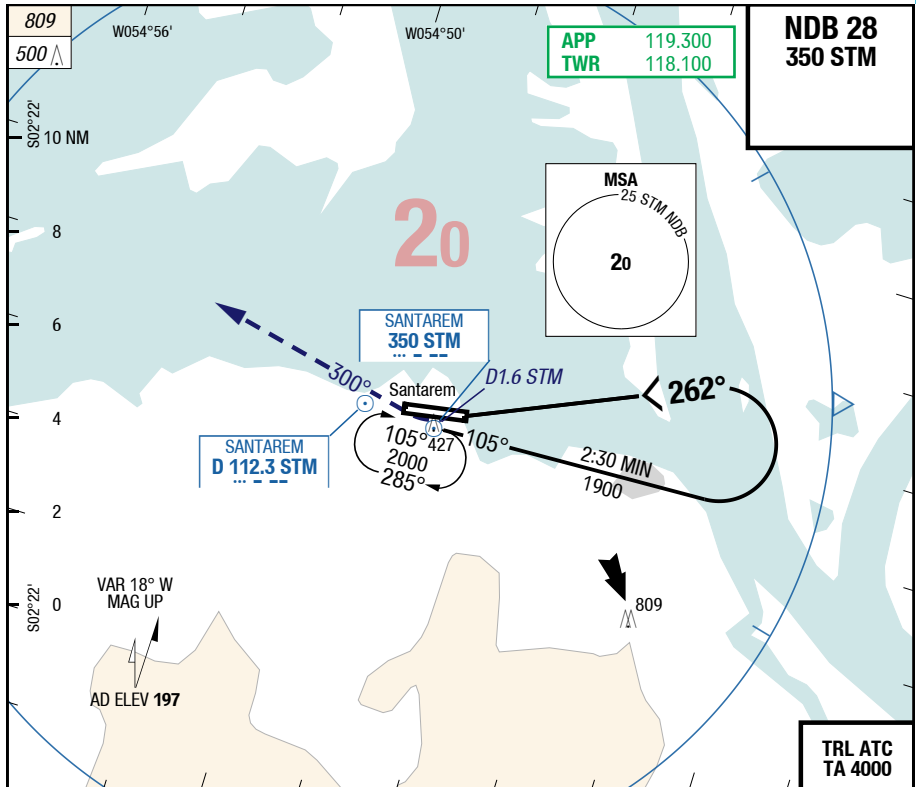 809
500
W054°56'
W054°50'
APP 119.300
TWR 118.100
NDB 28
350 STM
S02°22'
10 NM
MSA
25 STM NDB
20
20
8
6
SANTAREM
350 STM
300°
Santarem
D1.6 STM
262°
4
SANTAREM
D 112.3 STM
105°
427
105°
2000
285°
2:30 MIN
1900
2
VAR 18° W
MAG UP
S02°22'
0
809
AD ELEV 197
TRL ATC
TA 4000